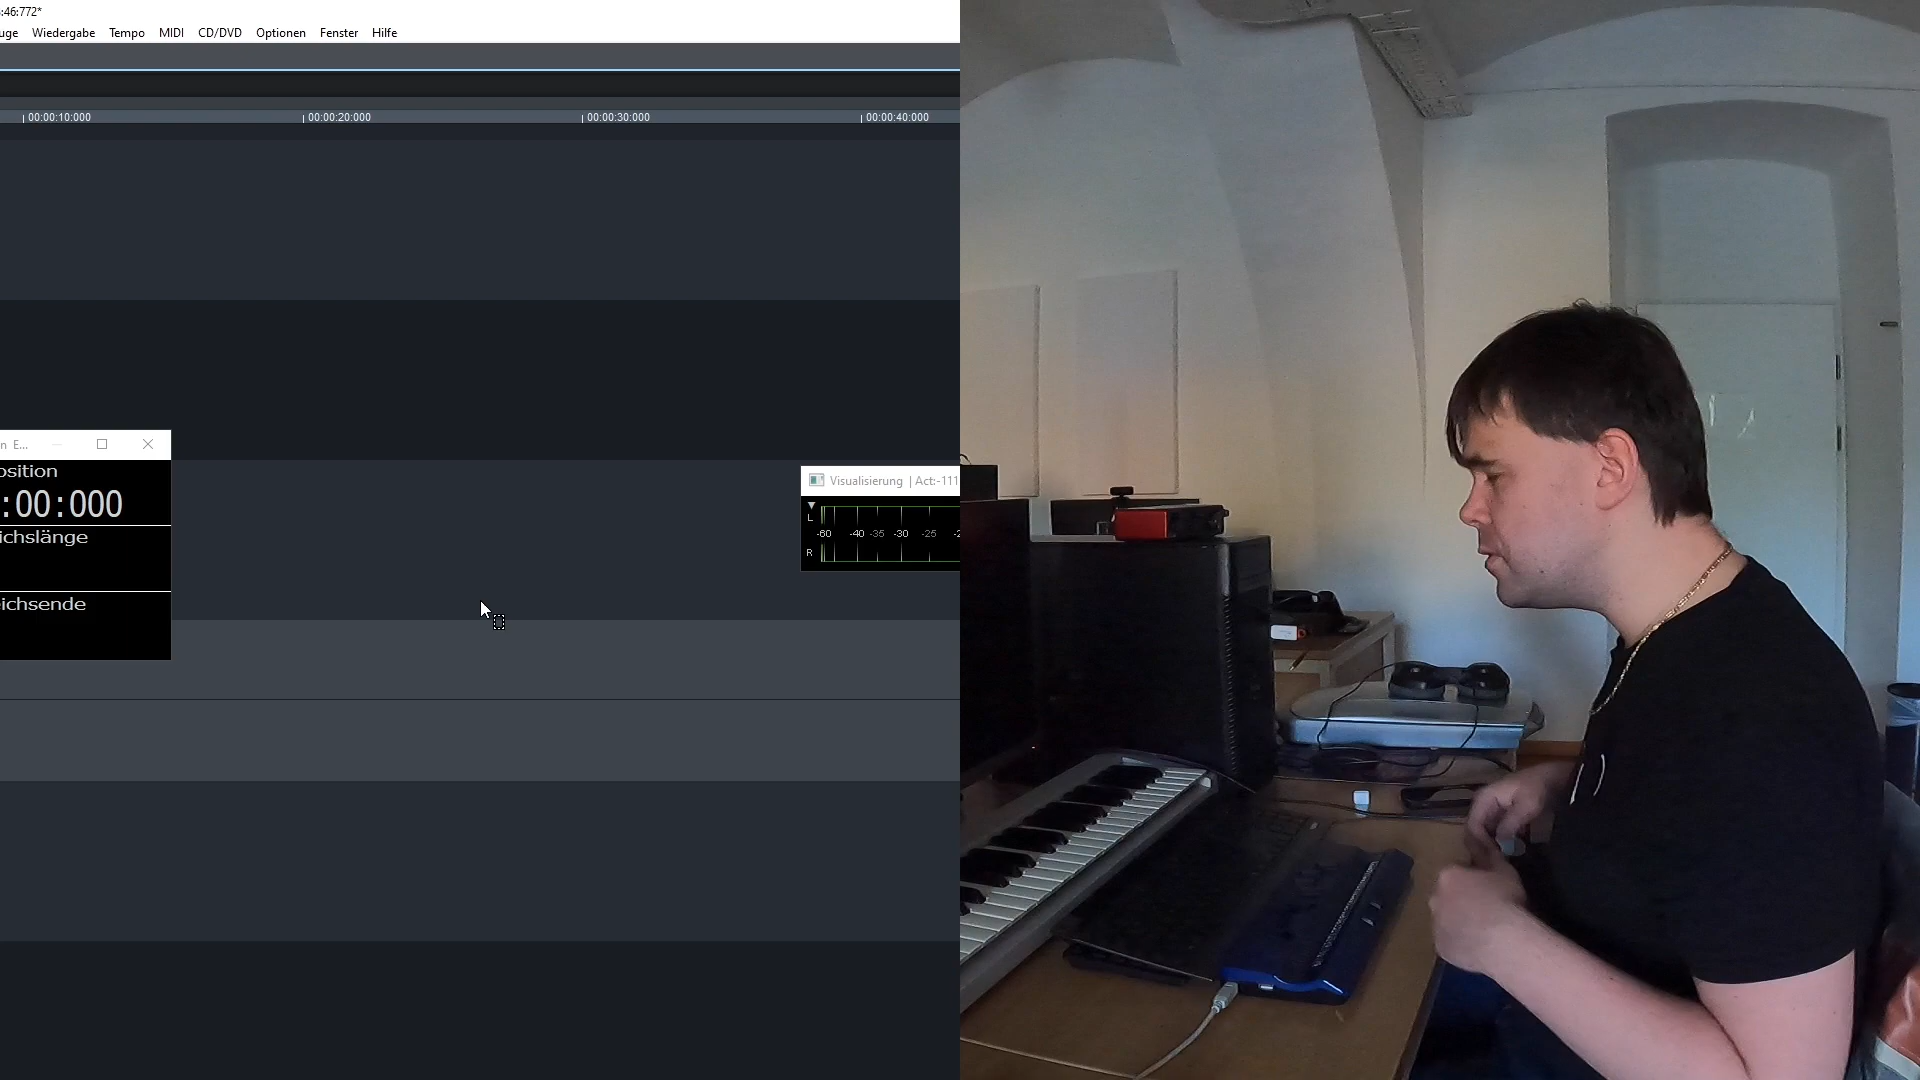 :46:772*
uge Wiedergabe Tempo MIDI CD/DVD Optionen Fenster Hilfe
00:00:10:000 00:00:20:000 00:00:30:000 00:00:40:000
n E...
osition
:00:000
ichslänge
eichsende
Visualisierung | Act:-111
L
-60 -40 -35 -30 -25 -2
R